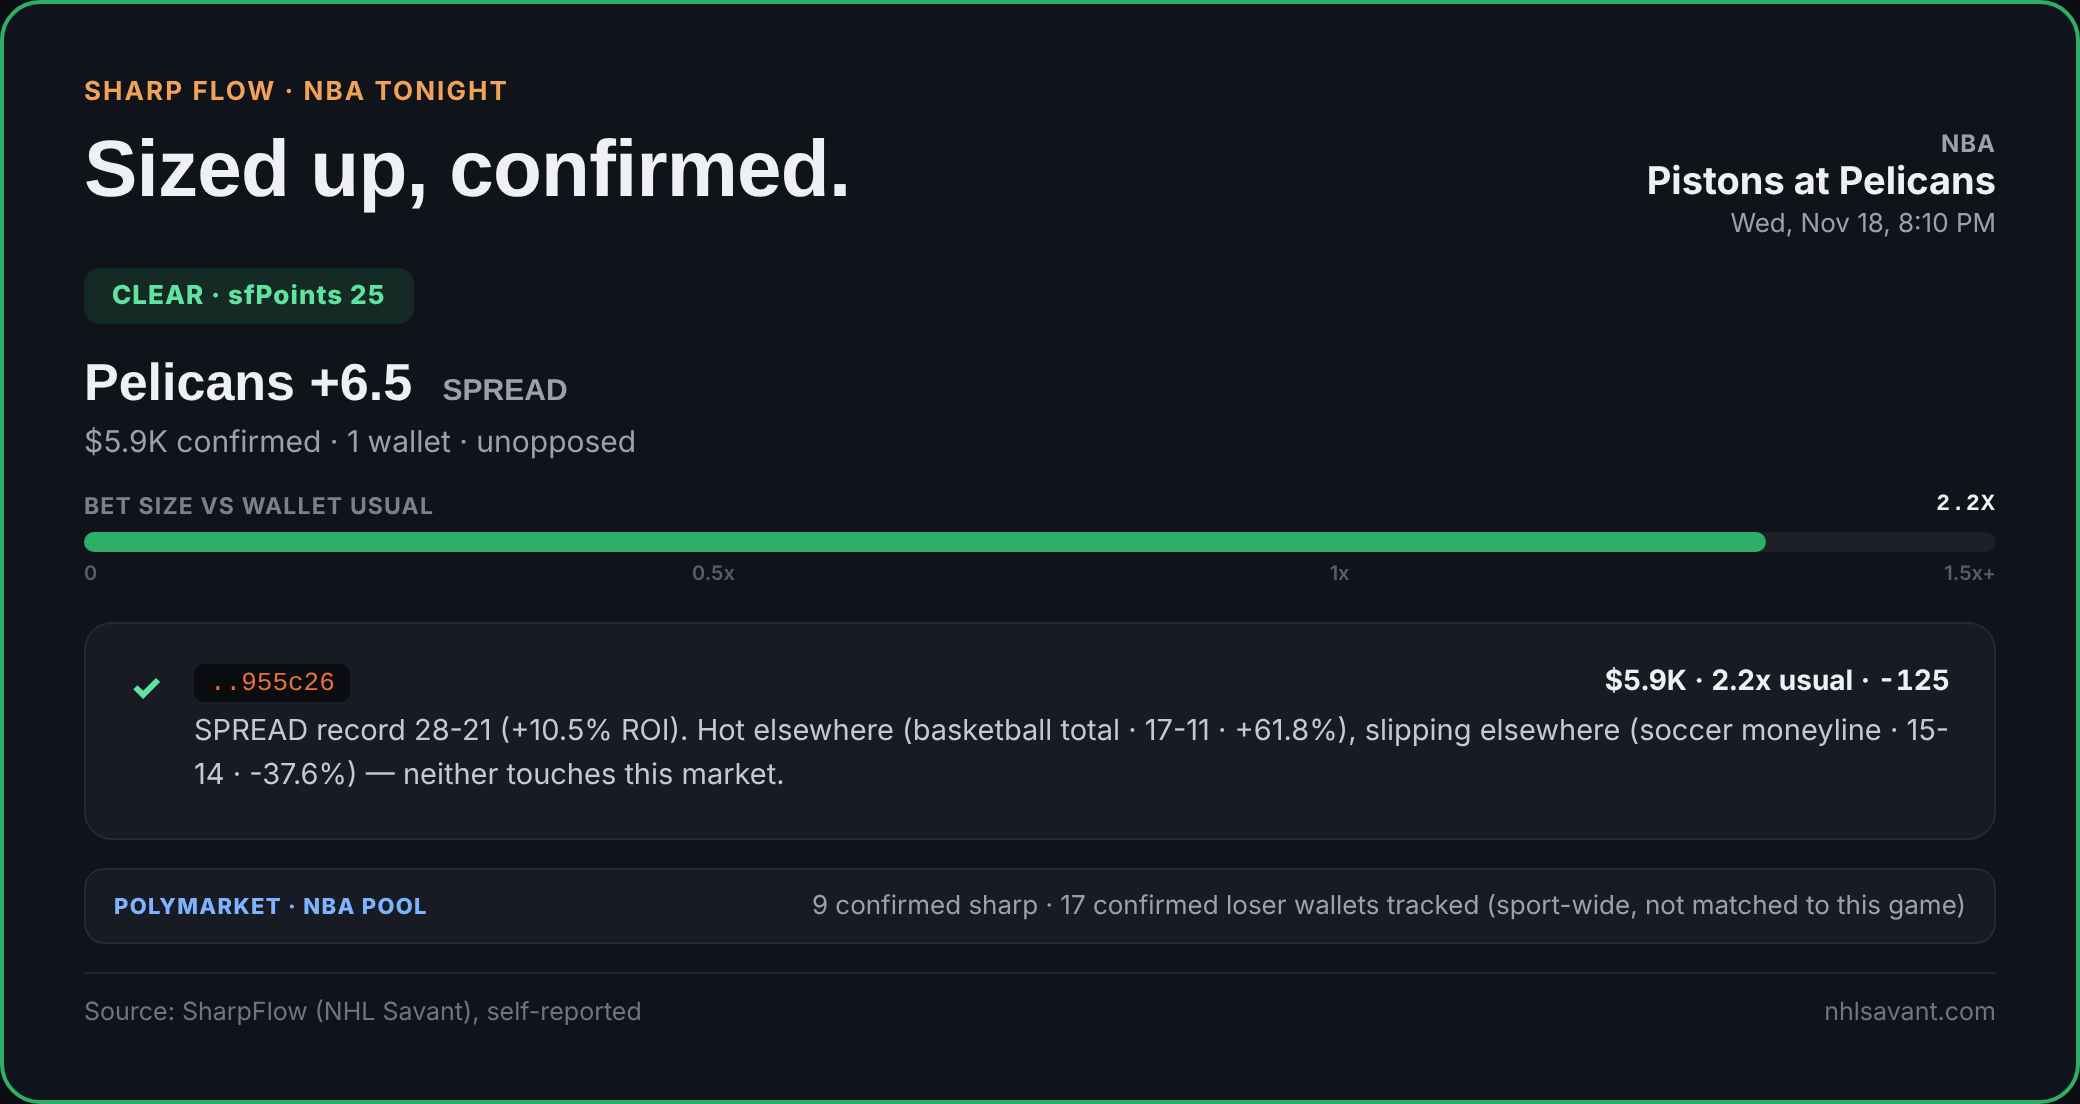 SHARP FLOW · NBA TONIGHT
Sized up, confirmed.
NBA
Pistons at Pelicans
Wed, Nov 18, 8:10 PM
CLEAR · sfPoints 25
Pelicans +6.5 SPREAD
$5.9K confirmed · 1 wallet · unopposed
BET SIZE VS WALLET USUAL 2.2X
0 0.5x 1x 1.5x+
..955c26 $5.9K · 2.2x usual · -125
SPREAD record 28-21 (+10.5% ROI). Hot elsewhere (basketball total · 17-11 · +61.8%), slipping elsewhere (soccer moneyline · 15-
14 · -37.6%) — neither touches this market.
POLYMARKET · NBA POOL 9 confirmed sharp · 17 confirmed loser wallets tracked (sport-wide, not matched to this game)
Source: SharpFlow (NHL Savant), self-reported nhlsavant.com